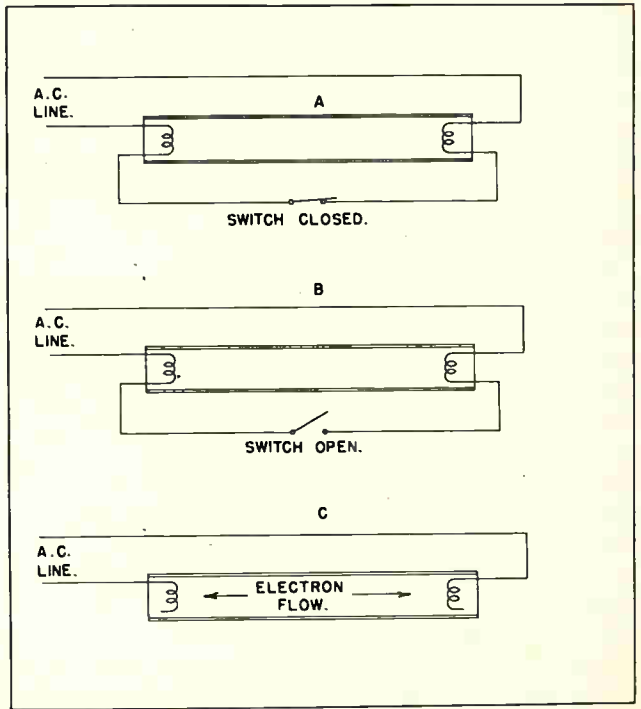 A
A.C.
LINE.
SWITCH CLOSED.
B
A.C.
LINE.
SWITCH OPEN.
C
A.C.
LINE.
ELECTRON
FLOW.